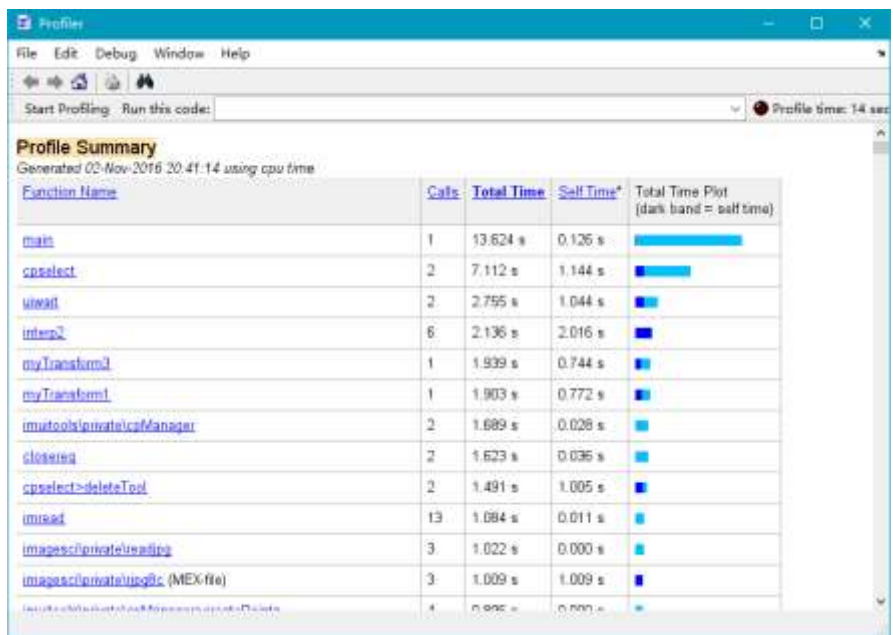 Profiler
File Edit Debug Window Help
Start Profiling Run this code: Profile time: 14 sec
Profile Summary
Generated 02-Nov-2016 20:41:14 using cpu time.
Function Name Calls Total Time Self Time* Total Time Plot
(dark band = self time)
main 1 13.624 s 0.126 s
cpselect 2 7.112 s 1.144 s
uiwait 2 2.755 s 1.044 s
interp2 6 2.136 s 2.016 s
myTransform3 1 1.939 s 0.744 s
myTransform1 1 1.903 s 0.772 s
imuitools\private\cpManager 2 1.689 s 0.028 s
closereq 2 1.623 s 0.036 s
cpselect>deleteTool 2 1.491 s 1.005 s
imread 13 1.084 s 0.011 s
imagesci\private\readjpg 3 1.022 s 0.000 s
imagesci\private\rjpg8c (MEX-file) 3 1.009 s 1.009 s